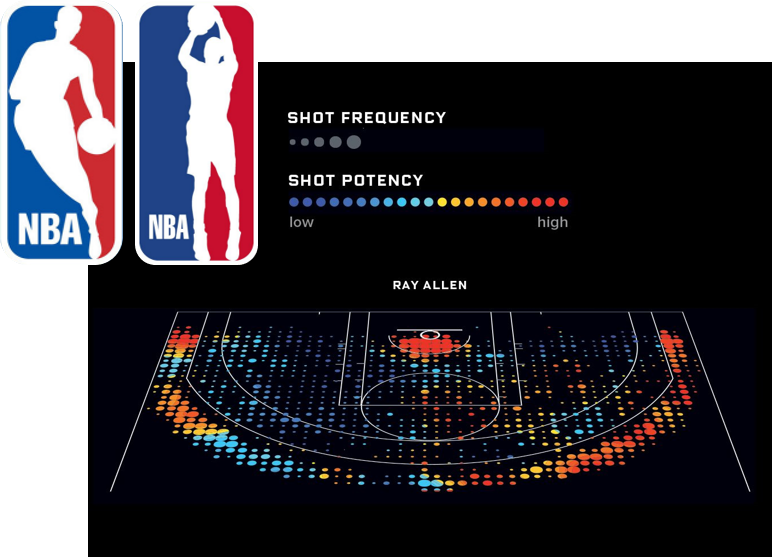 NBA
NBA
SHOT FREQUENCY
SHOT POTENCY
low high
RAY ALLEN